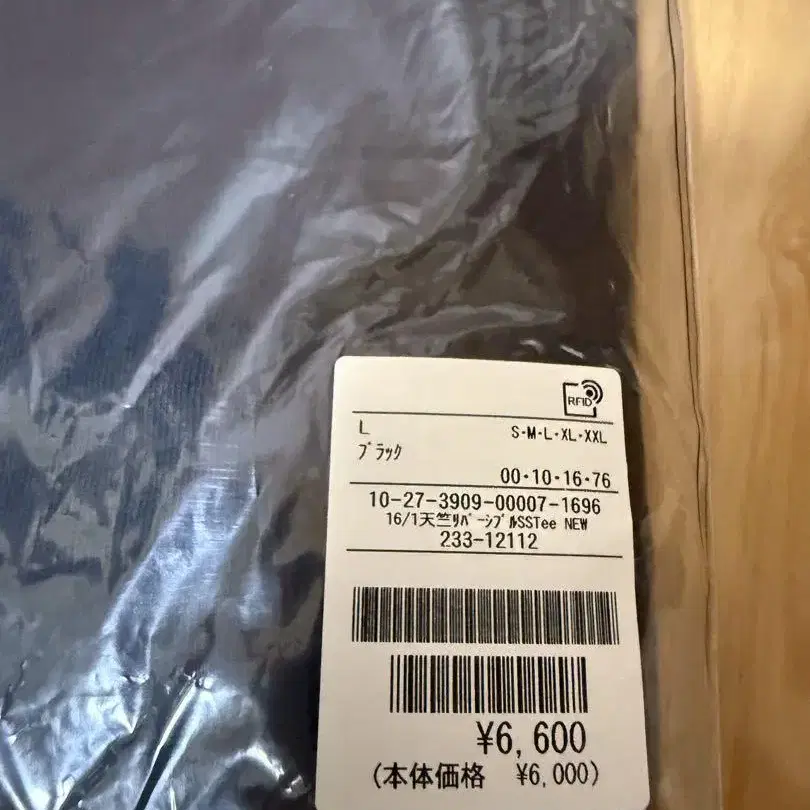 RFID
L S・M・L・XL・XXL
ﾌﾞﾗｯｸ
00・10・16・76
10-27-3909-00007-1696
16/1天竺ﾘﾊﾞｰｼﾌﾞﾙSSTee NEW
233-12112
¥6,600
(本体価格 ¥6,000)